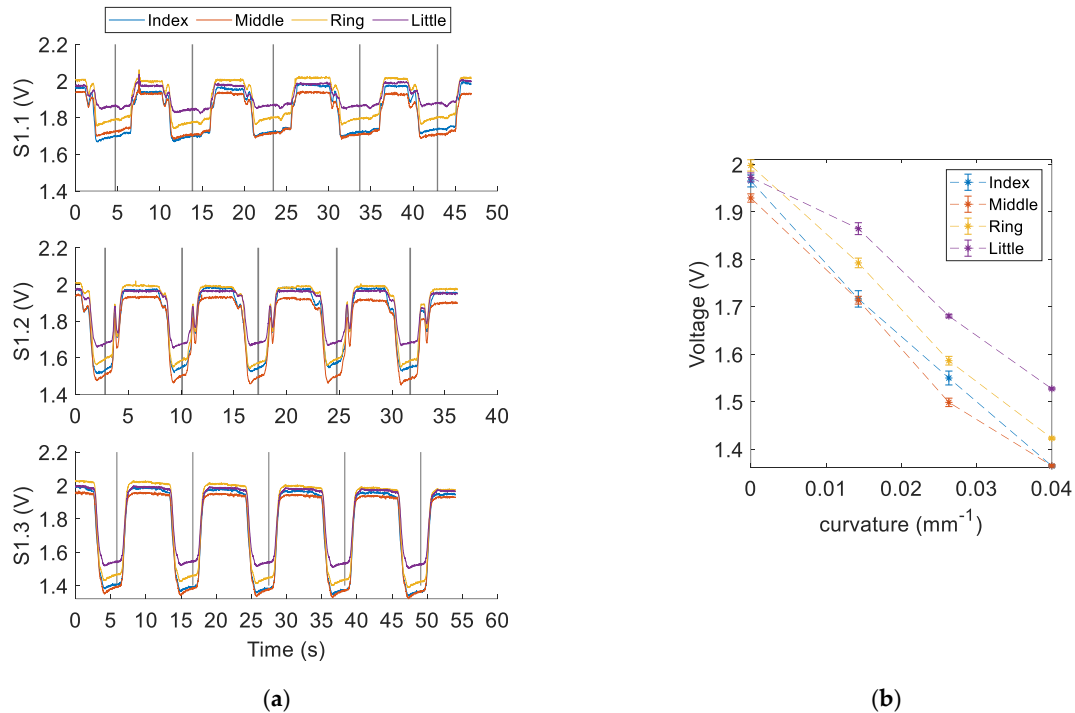 Index Middle Ring Little
2.2
2
1.8
1.6
1.4
S1.1 (V)
0 5 10 15 20 25 30 35 40 45 50
2.2
2
1.8
1.6
1.4
S1.2 (V)
0 5 10 15 20 25 30 35 40
2.2
2
1.8
1.6
1.4
S1.3 (V)
0 5 10 15 20 25 30 35 40 45 50 55 60
Time (s)
(a)
2
1.9
1.8
1.7
1.6
1.5
1.4
Voltage (V)
Index
Middle
Ring
Little
0 0.01 0.02 0.03 0.04
curvature (mm⁻¹)
(b)